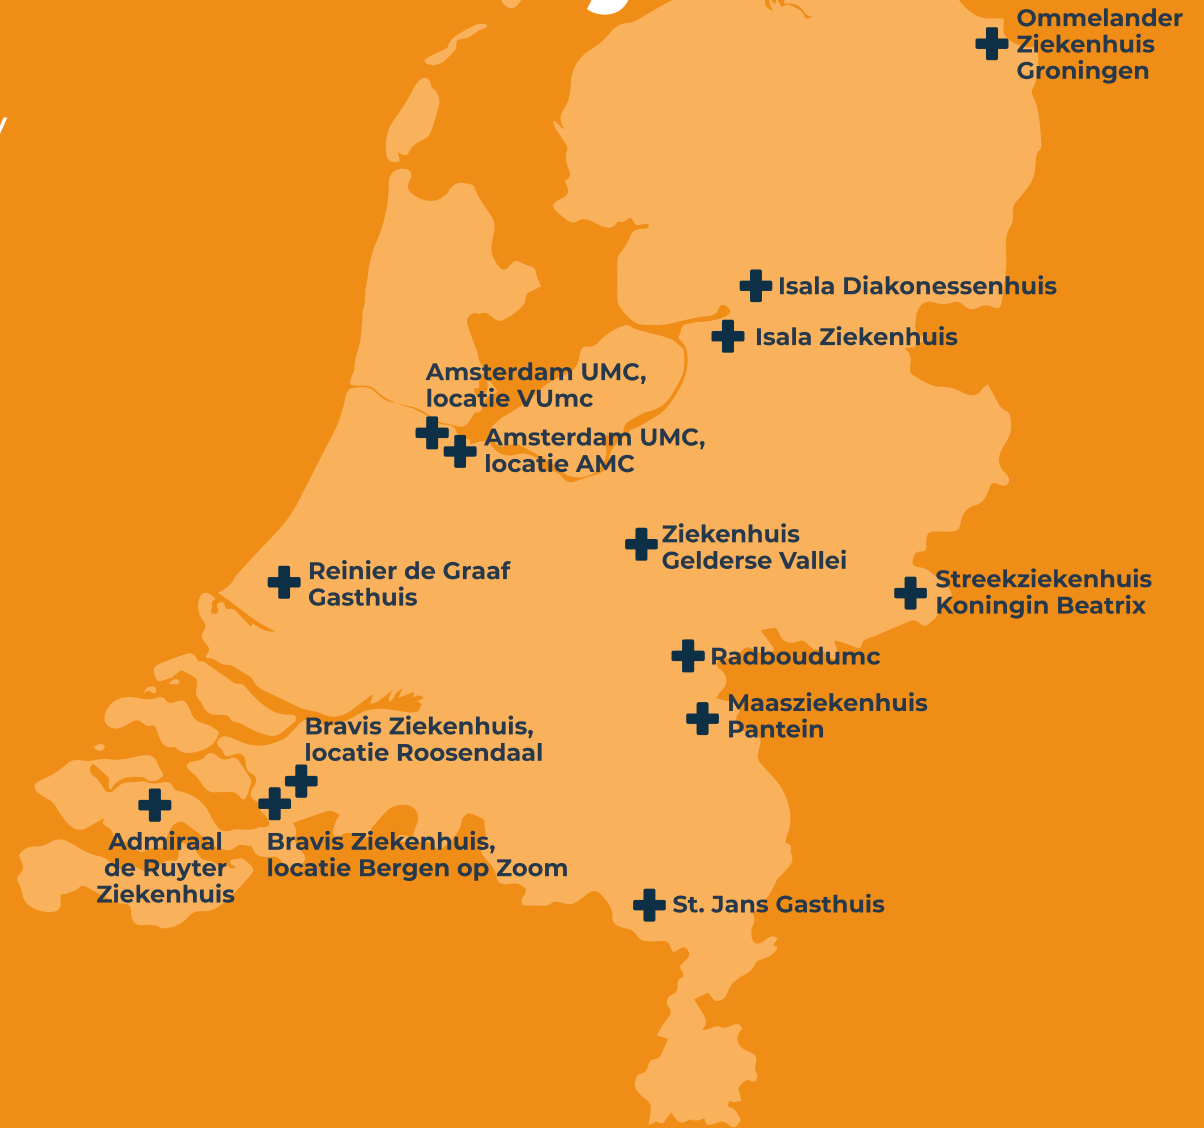 Ommelander
Ziekenhuis
Groningen
Isala Diakonessenhuis
Isala Ziekenhuis
Amsterdam UMC,
locatie VUmc
Amsterdam UMC,
locatie AMC
Ziekenhuis
Gelderse Vallei
Reinier de Graaf
Gasthuis
Streekziekenhuis
Koningin Beatrix
Radboudumc
Maasziekenhuis
Pantein
Bravis Ziekenhuis,
locatie Roosendaal
Admiraal
de Ruyter
Ziekenhuis
Bravis Ziekenhuis,
locatie Bergen op Zoom
St. Jans Gasthuis